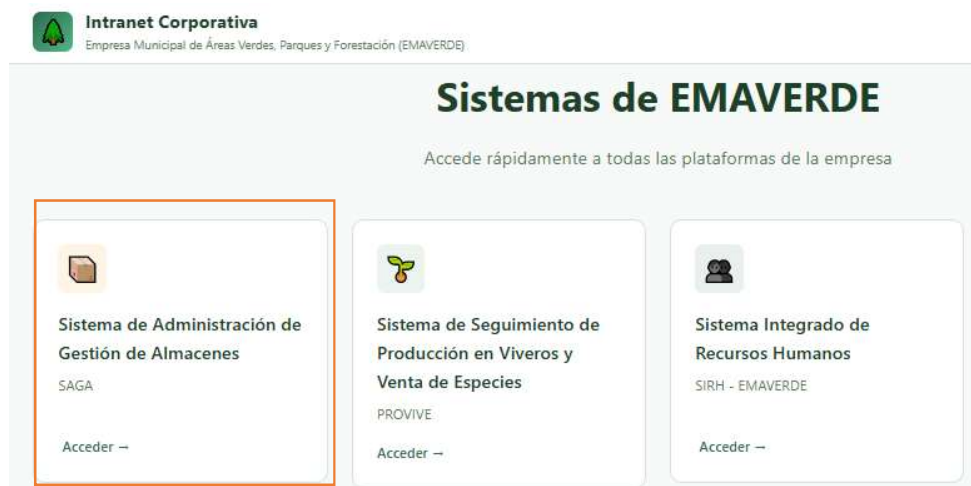 Intranet Corporativa
Empresa Municipal de Áreas Verdes, Parques y Forestación (EMAVERDE)
Sistemas de EMAVERDE
Accede rápidamente a todas las plataformas de la empresa
Sistema de Administración de
Gestión de Almacenes
SAGA
Acceder →
Sistema de Seguimiento de
Producción en Viveros y
Venta de Especies
PROVIVE
Acceder →
Sistema Integrado de
Recursos Humanos
SIRH - EMAVERDE
Acceder →